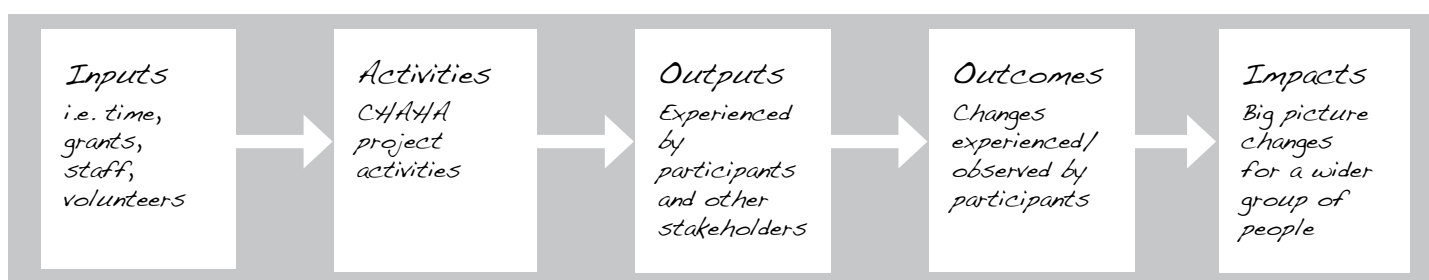 Inputs
i.e. time,
grants,
staff,
volunteers
Activities
CHAHA
project
activities
Outputs
Experienced
by
participants
and other
stakeholders
Outcomes
Changes
experienced/
observed by
participants
Impacts
Big picture
changes
for a wider
group of
people